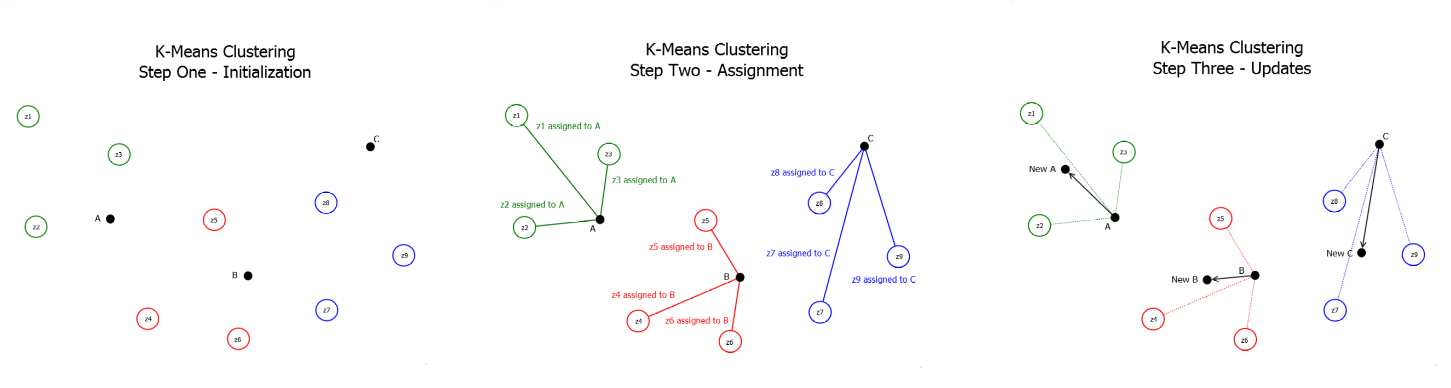 K-Means Clustering
Step One - Initialization
z1
z3
C
A
z2
z5
z8
B
z9
z4
z7
z6
K-Means Clustering
Step Two - Assignment
z1
z1 assigned to A
z3
z3 assigned to A
z2 assigned to A
z2
A
C
z8 assigned to C
z8
z5
z5 assigned to B
z7 assigned to C
z9
B
z9 assigned to C
z4 assigned to B
z4
z6 assigned to B
z7
z6
K-Means Clustering
Step Three - Updates
z1
z3
New A
z2
A
C
z8
z5
New C
z9
B
New B
z4
z7
z6